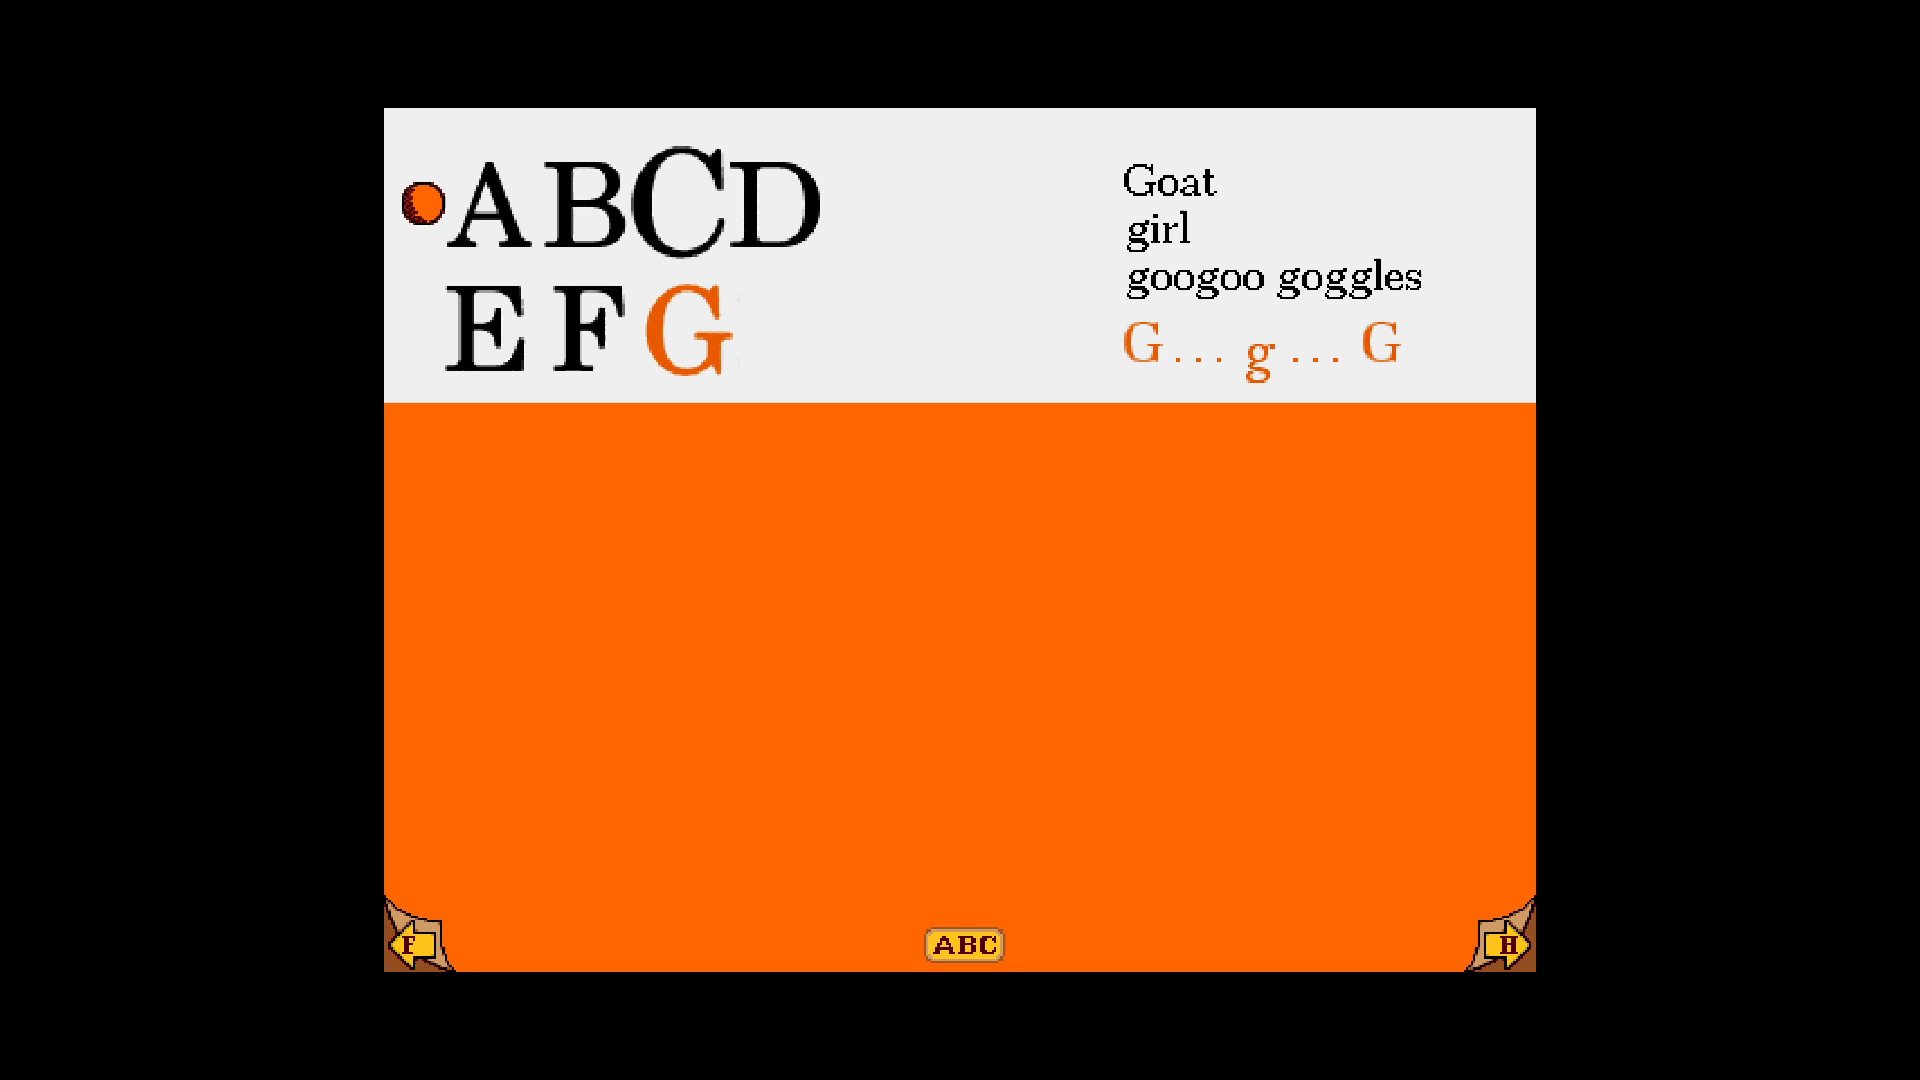 ABCD
EFG
Goat
girl
googoo goggles
G... g ... G
F
ABC
H